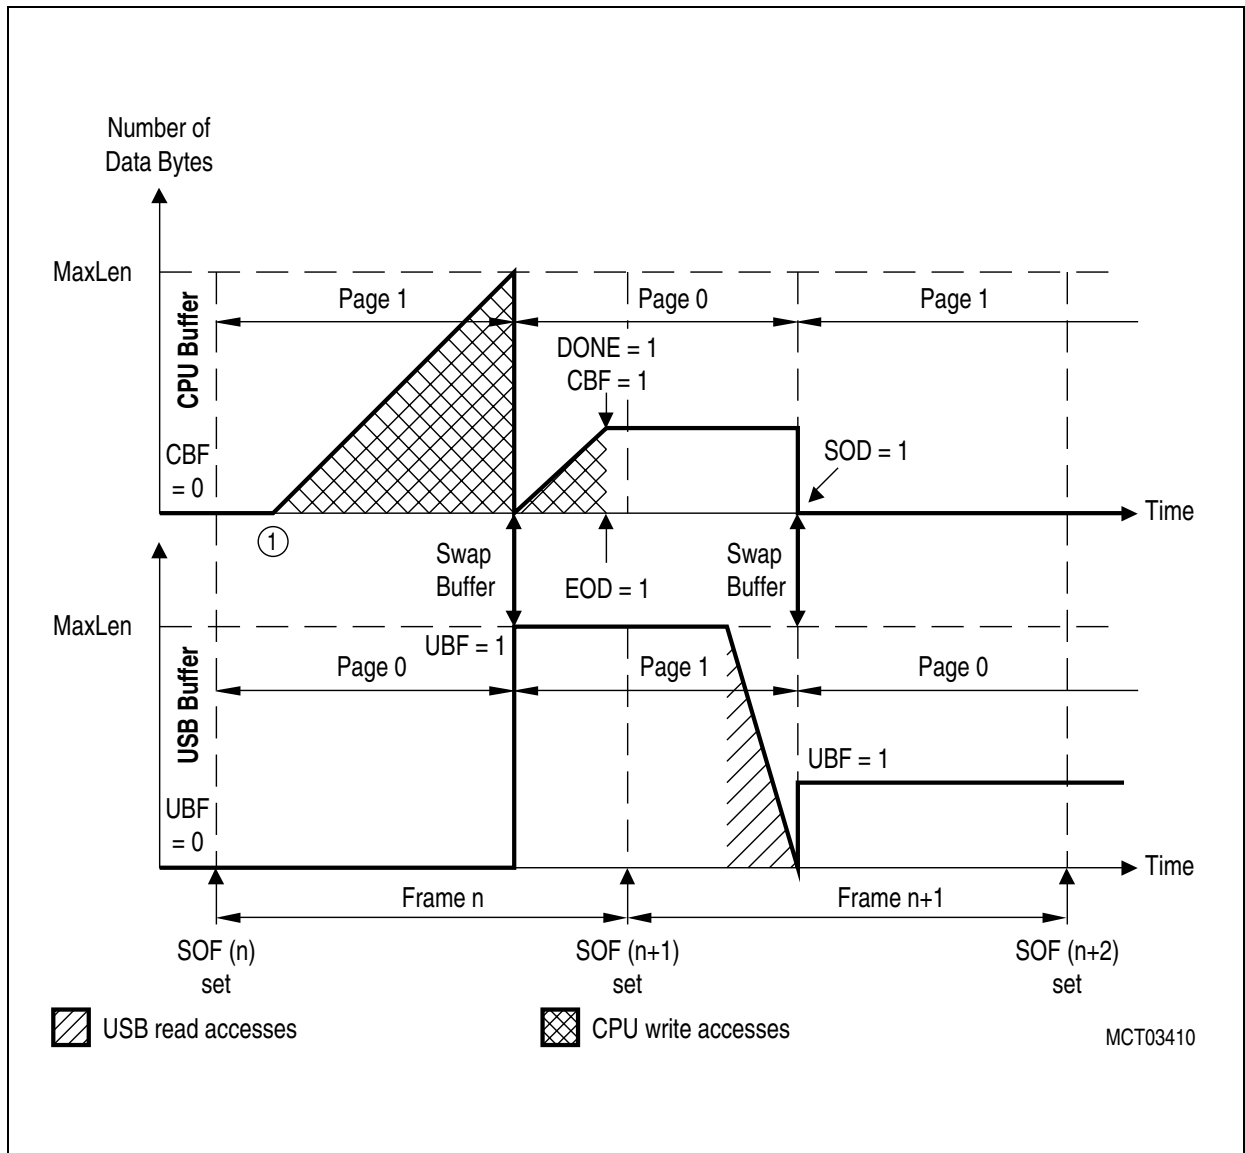 Number of
Data Bytes
MaxLen
CPU Buffer
Page 1
Page 0
Page 1
DONE = 1
CBF = 1
CBF
= 0
SOD = 1
Time
1
Swap
Buffer
EOD = 1
Swap
Buffer
MaxLen
USB Buffer
UBF = 1
Page 0
Page 1
Page 0
UBF = 1
UBF
= 0
Time
Frame n
Frame n+1
SOF (n)
set
SOF (n+1)
set
SOF (n+2)
set
USB read accesses
CPU write accesses
MCT03410